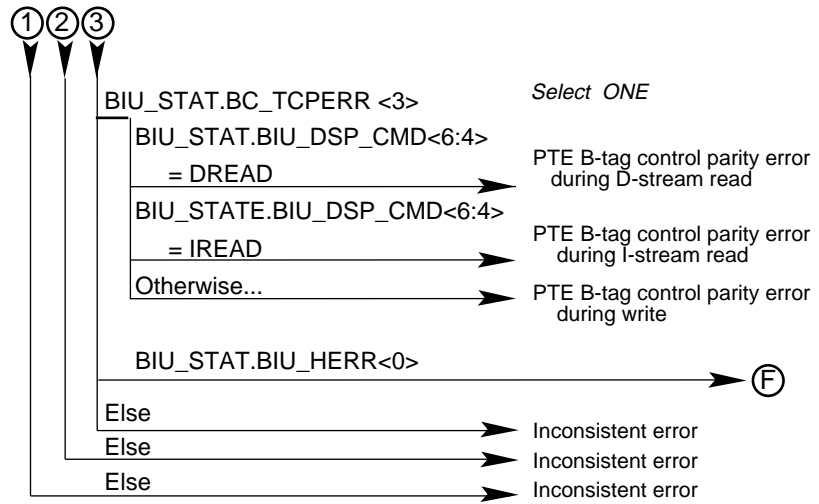 1 2 3
BIU_STAT.BC_TCPERR <3>
Select ONE
BIU_STAT.BIU_DSP_CMD<6:4>
= DREAD
PTE B-tag control parity error
during D-stream read
BIU_STATE.BIU_DSP_CMD<6:4>
= IREAD
PTE B-tag control parity error
during I-stream read
Otherwise...
PTE B-tag control parity error
during write
BIU_STAT.BIU_HERR<0>
F
Else
Inconsistent error
Else
Inconsistent error
Else
Inconsistent error